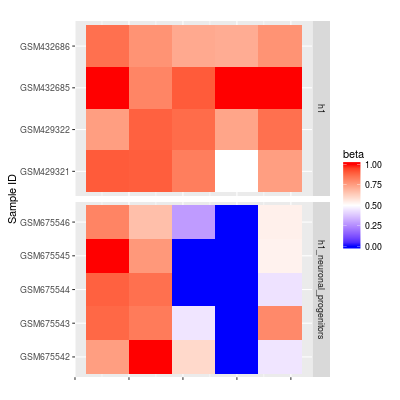 Sample ID
GSM432686
GSM432685
GSM429322
GSM429321
h1
GSM675546
GSM675545
GSM675544
GSM675543
GSM675542
h1_neuronal_progenitors
beta
1.00
0.75
0.50
0.25
0.00